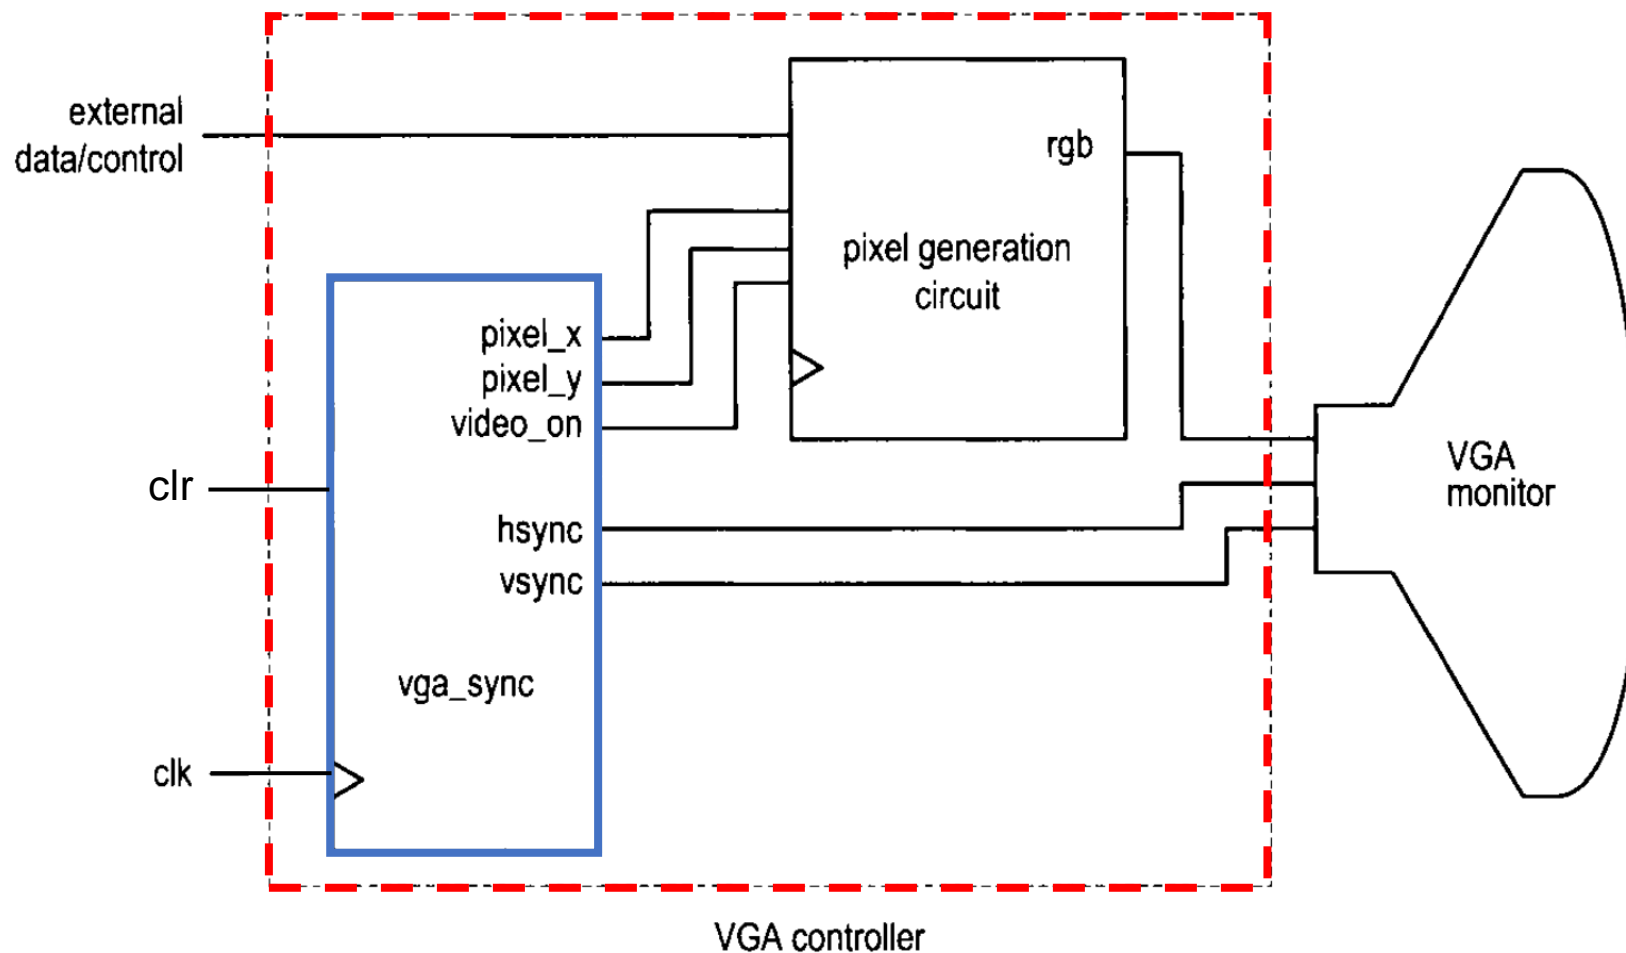 external
data/control
rgb
pixel generation
circuit
pixel_x
pixel_y
video_on
clr
hsync
vsync
vga_sync
clk
VGA
monitor
VGA controller